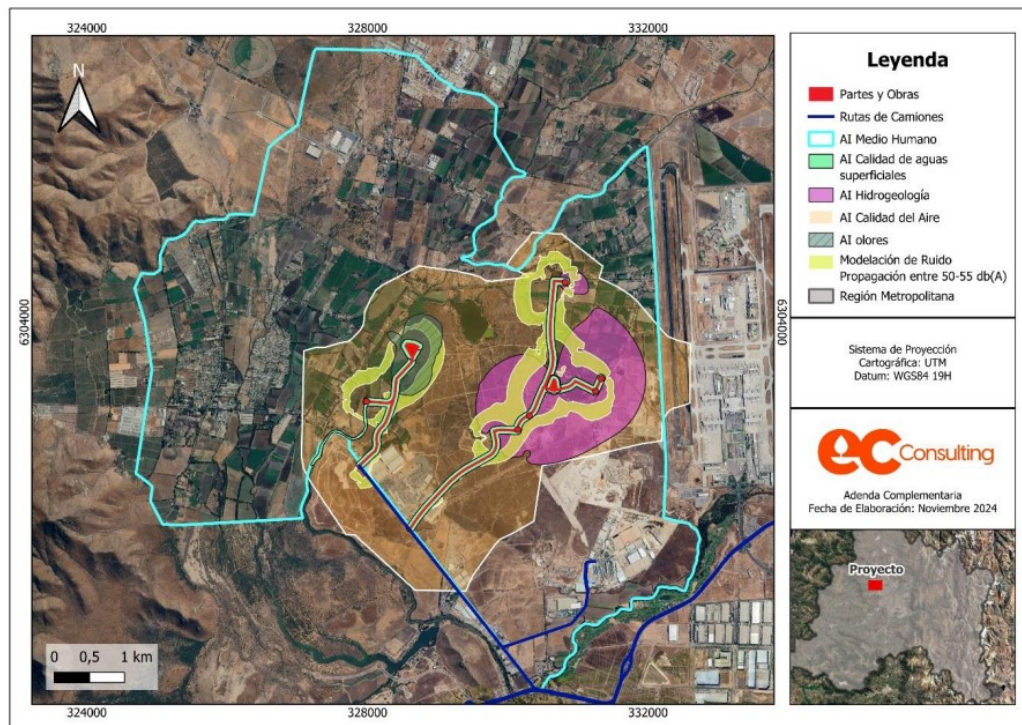 324000
328000
332000
N
6304000
6304000
0 0,5 1 km
324000
328000
332000
Leyenda
Partes y Obras
Rutas de Camiones
AI Medio Humano
AI Calidad de aguas
superficiales
AI Hidrogeología
AI Calidad del Aire
AI olores
Modelación de Ruido
Propagación entre 50-55 db(A)
Región Metropolitana
Sistema de Proyección
Cartográfica: UTM
Datum: WGS84 19H
ec Consulting
Adenda Complementaria
Fecha de Elaboración: Noviembre 2024
Proyecto